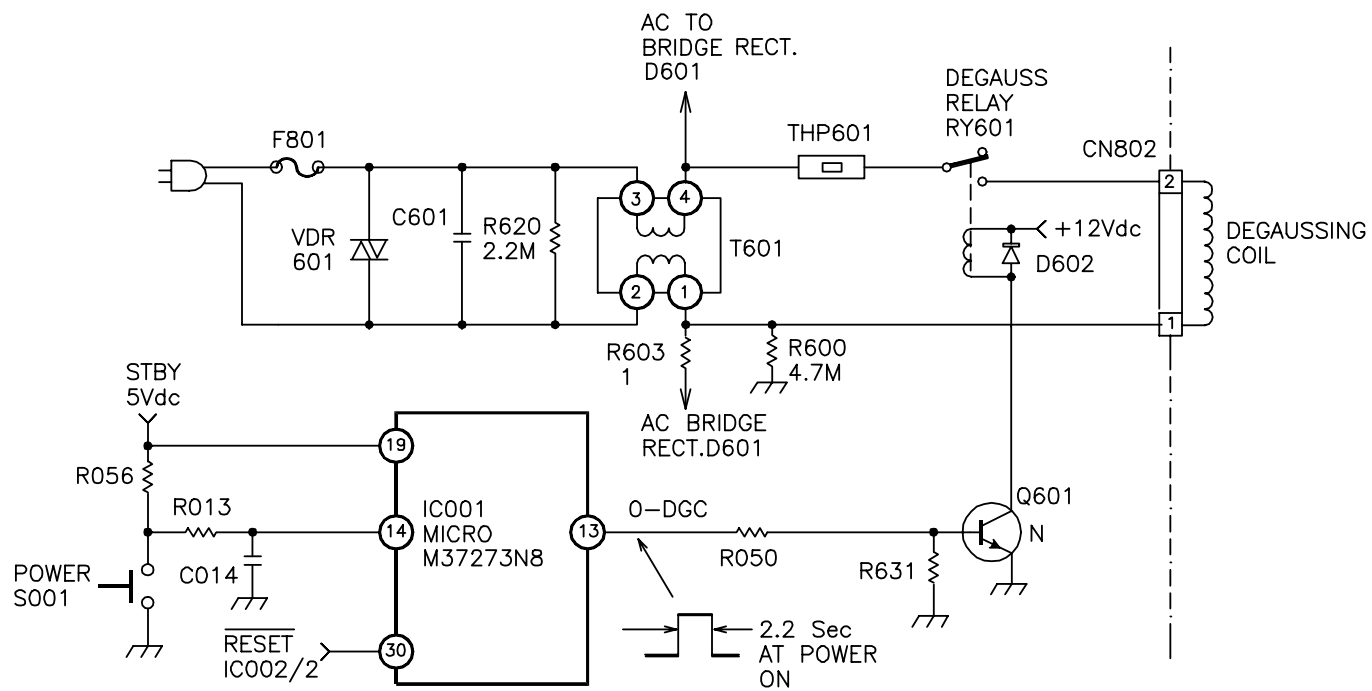 AC TO
BRIDGE RECT.
D601
DEGAUSS
RELAY
RY601
F801
THP601
CN802
3
4
2
VDR
601
C601
R620
2.2M
T601
+12Vdc
D602
DEGAUSSING
COIL
2
1
1
R603
1
R600
4.7M
STBY
5Vdc
AC BRIDGE
RECT.D601
19
R056
R013
IC001
MICRO
M37273N8
14
13
O-DGC
R050
Q601
N
R631
C014
POWER
S001
RESET
IC002/2
30
2.2 Sec
AT POWER
ON